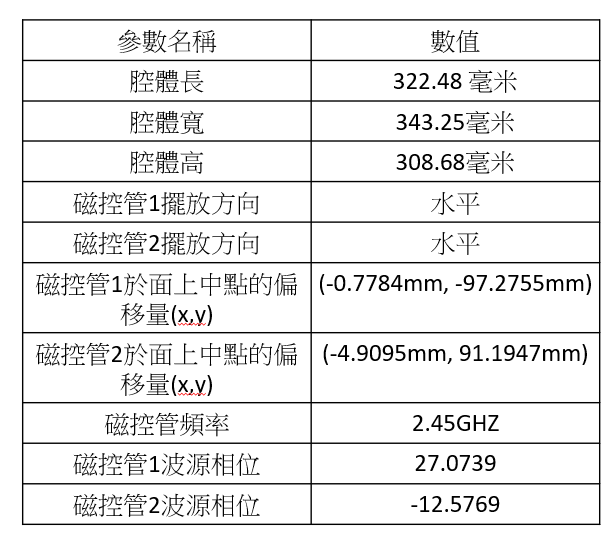 參數名稱 數值
腔體長 322.48 毫米
腔體寬 343.25毫米
腔體高 308.68毫米
磁控管1擺放方向 水平
磁控管2擺放方向 水平
磁控管1於面上中點的偏 (-0.7784mm, -97.2755mm)
移量(x,y)
磁控管2於面上中點的偏 (-4.9095mm, 91.1947mm)
移量(x,y)
磁控管頻率 2.45GHZ
磁控管1波源相位 27.0739
磁控管2波源相位 -12.5769